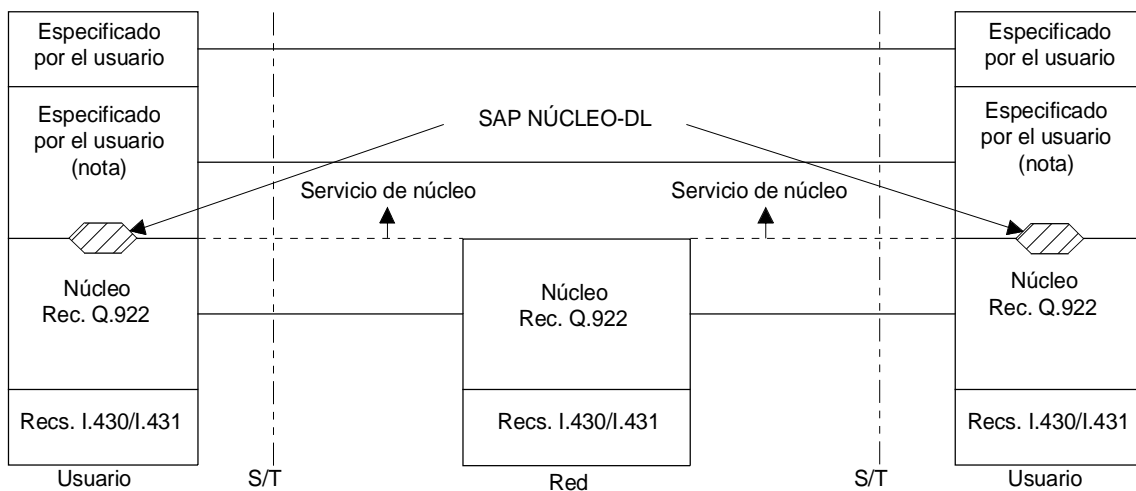 Especificado
por el usuario
Especificado
por el usuario
Especificado
por el usuario
(nota)
SAP NÚCLEO-DL
Especificado
por el usuario
(nota)
Servicio de núcleo
Servicio de núcleo
Núcleo
Rec. Q.922
Núcleo
Rec. Q.922
Núcleo
Rec. Q.922
Recs. I.430/I.431
Recs. I.430/I.431
Recs. I.430/I.431
Usuario
S/T
Red
S/T
Usuario